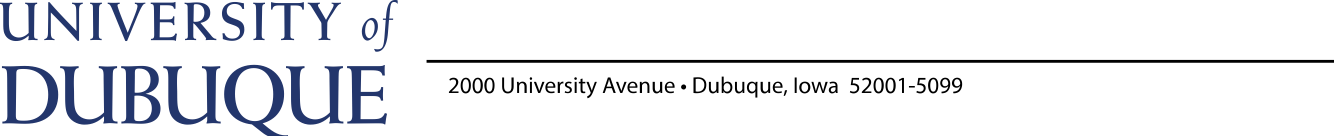 UNIVERSITY of
DUBUQUE
2000 University Avenue • Dubuque, Iowa  52001-5099